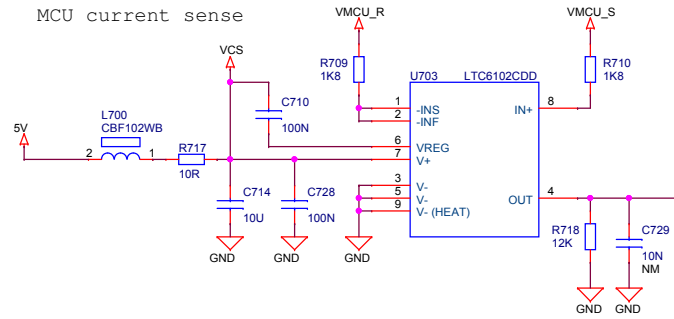 MCU current sense
VMCU_R
VMCU_S
VCS
R709
1K8
R710
1K8
U703
LTC6102CDD
C710
100N
L700
CBF102WB
5V
2
1
R717
10R
1
-INS
2
-INF
IN+
8
6
VREG
7
V+
3
V-
5
V-
9
V- (HEAT)
OUT
4
C714
10U
C728
100N
R718
12K
C729
10N
NM
GND
GND
GND
GND
GND